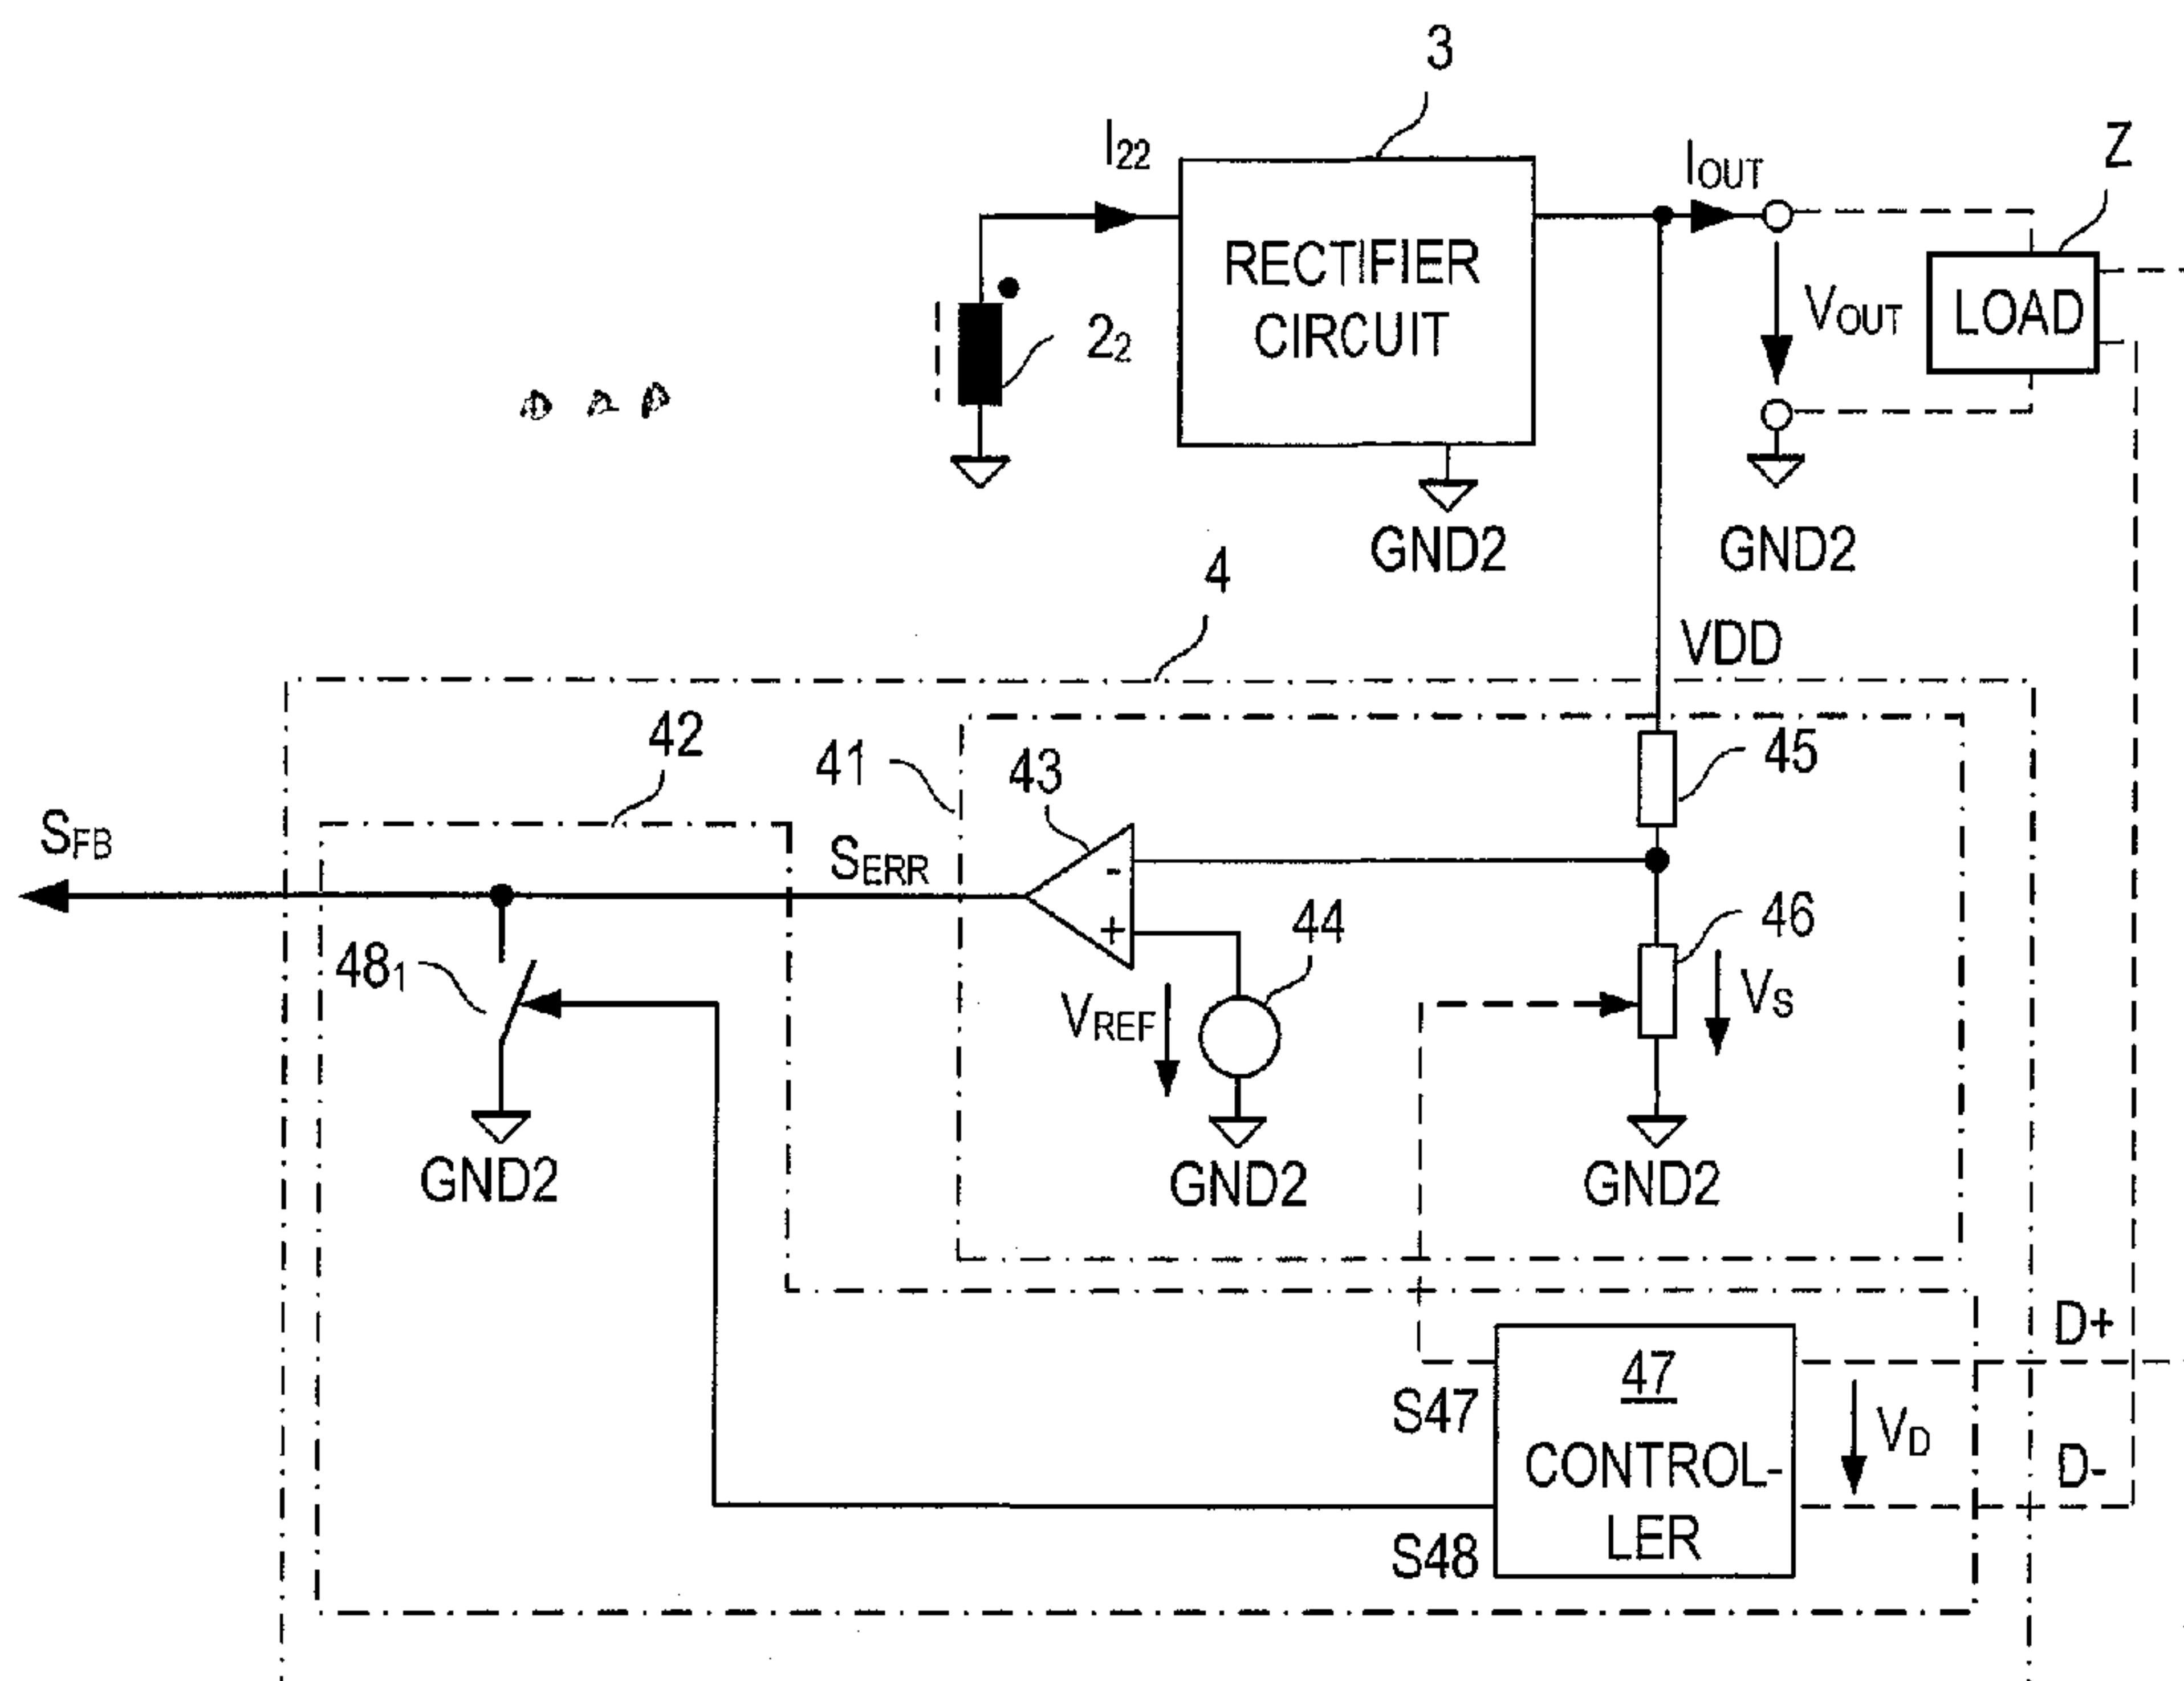 3
I22
IOUT
Z
RECTIFIER
CIRCUIT
22
VOUT
LOAD
GND2
GND2
4
VDD
42
41
43
45
SFB
SERR
-
+
44
46
481
VREF
VS
GND2
GND2
GND2
D+
47
S47
VD
CONTROL-
LER
D-
S48